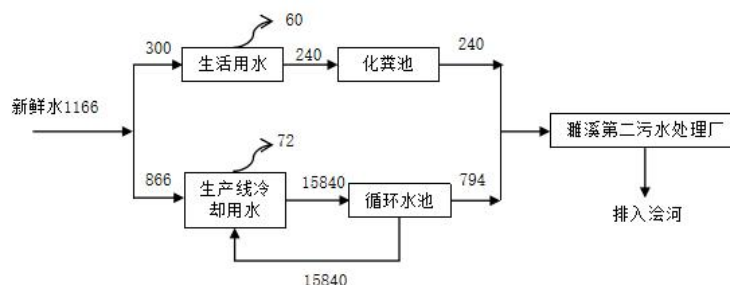 60
300
生活用水
240
化粪池
240
新鲜水1166
濉溪第二污水处理厂
72
866
生产线冷
却用水
15840
循环水池
794
排入浍河
15840